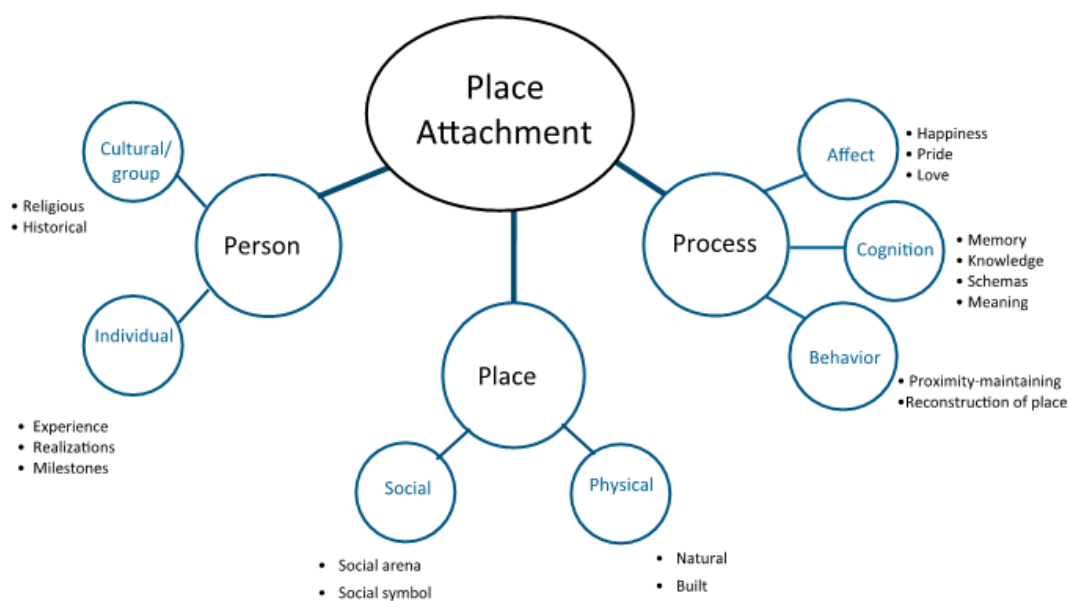 Place
Attachment
Cultural/
group
• Religious
• Historical
Person
Individual
• Experience
• Realizations
• Milestones
Place
Social
• Social arena
• Social symbol
Physical
• Natural
• Built
Process
Affect
• Happiness
• Pride
• Love
Cognition
• Memory
• Knowledge
• Schemas
• Meaning
Behavior
• Proximity-maintaining
•Reconstruction of place